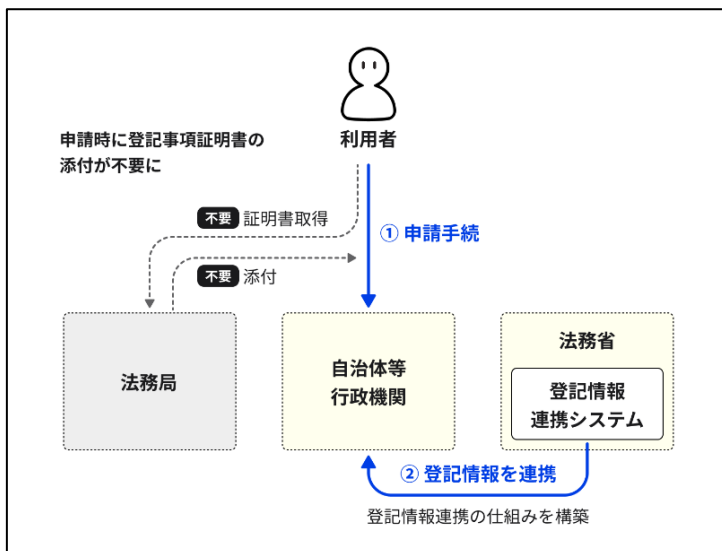 利用者
申請時に登記事項証明書の
添付が不要に
不要 証明書取得
① 申請手続
不要 添付
法務局
自治体等
行政機関
法務省
登記情報
連携システム
② 登記情報を連携
登記情報連携の仕組みを構築